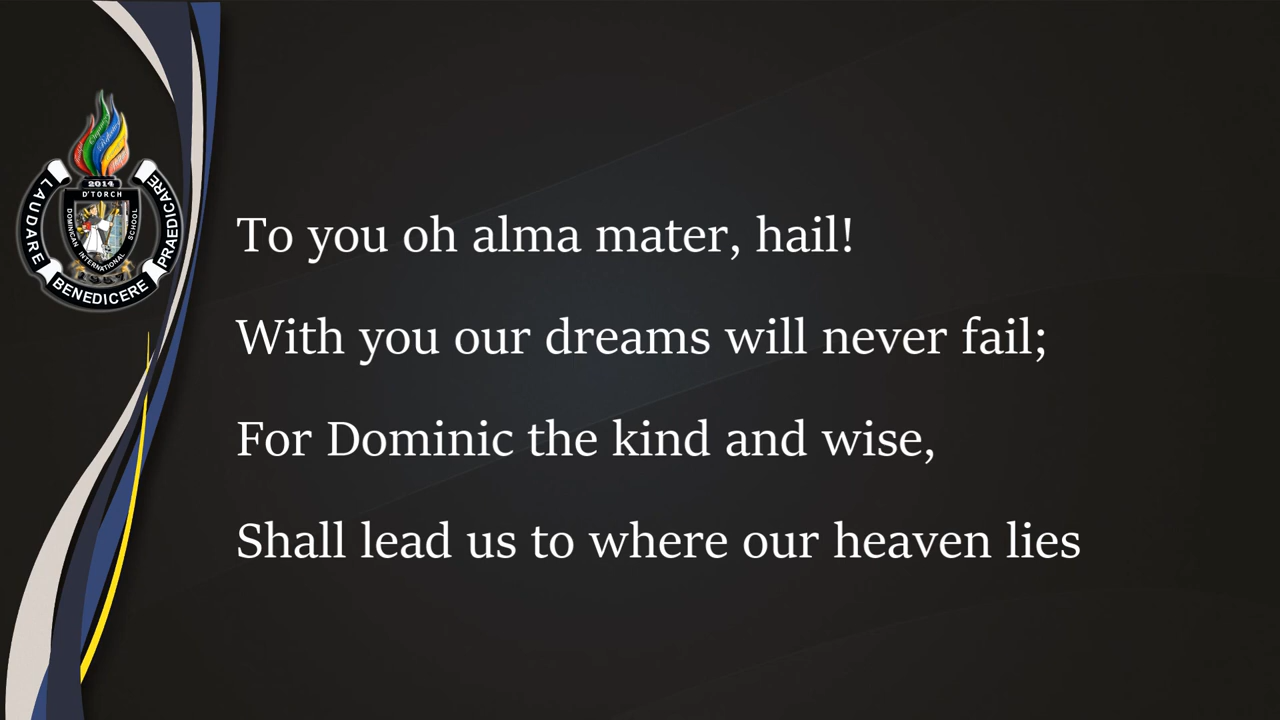 2014
D'TORCH
DOMINICAN INTERNATIONAL SCHOOL
1957
LAUDARE BENEDICERE PRAEDICARE
To you oh alma mater, hail!
With you our dreams will never fail;
For Dominic the kind and wise,
Shall lead us to where our heaven lies